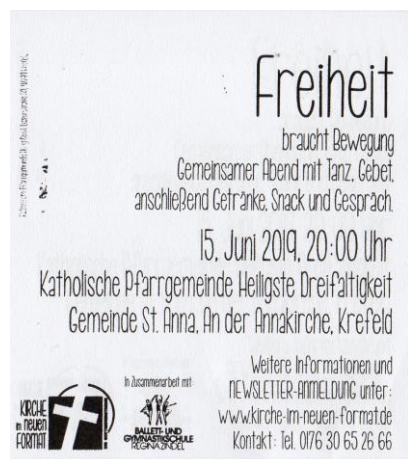 Freiheit
braucht Bewegung
Gemeinsamer Abend mit Tanz, Gebet,
anschließend Getränke, Snack und Gespräch.
15. Juni 2019, 20:00 Uhr
Katholische Pfarrgemeinde Heiligste Dreifaltigkeit
Gemeinde St. Anna, An der Annakirche, Krefeld
Weitere Informationen und
NEWSLETTER-ANMELDUNG unter:
www.kirche-im-neuen-format.de
Kontakt: Tel. 0176 30 65 26 66
KIRCHE
im neuen
FORMAT
In Zusammenarbeit mit:
BALLETT- UND
GYMNASTIKSCHULE
REGINA ZINDEL